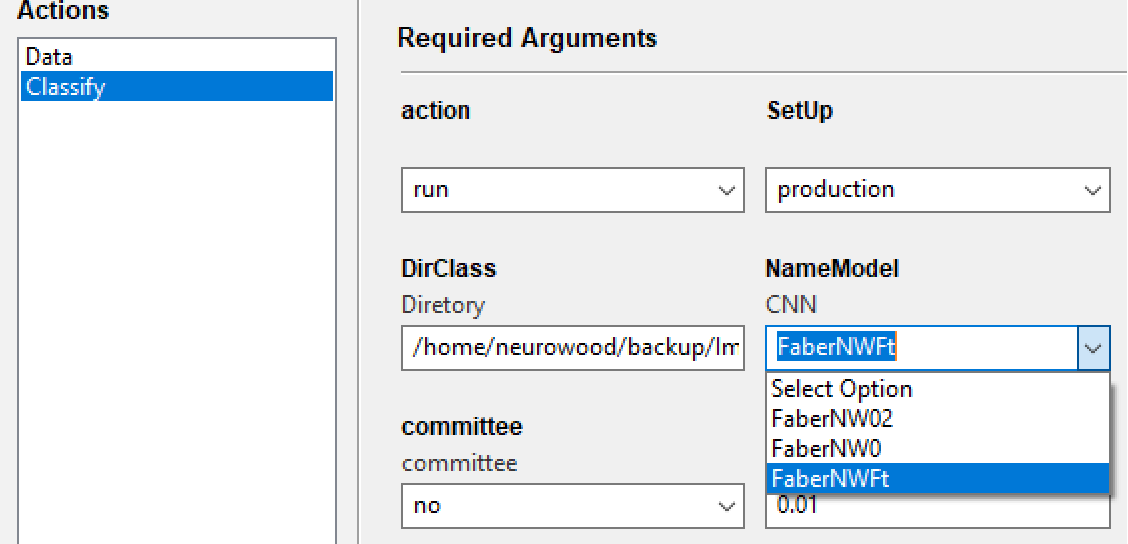 Actions
Data
Classify
Required Arguments
action
SetUp
run
production
DirClass
NameModel
Diretory
CNN
/home/neurowood/backup/Im
FaberNWFt
Select Option
FaberNW02
FaberNW0
FaberNWFt
committee
committee
no
0.01